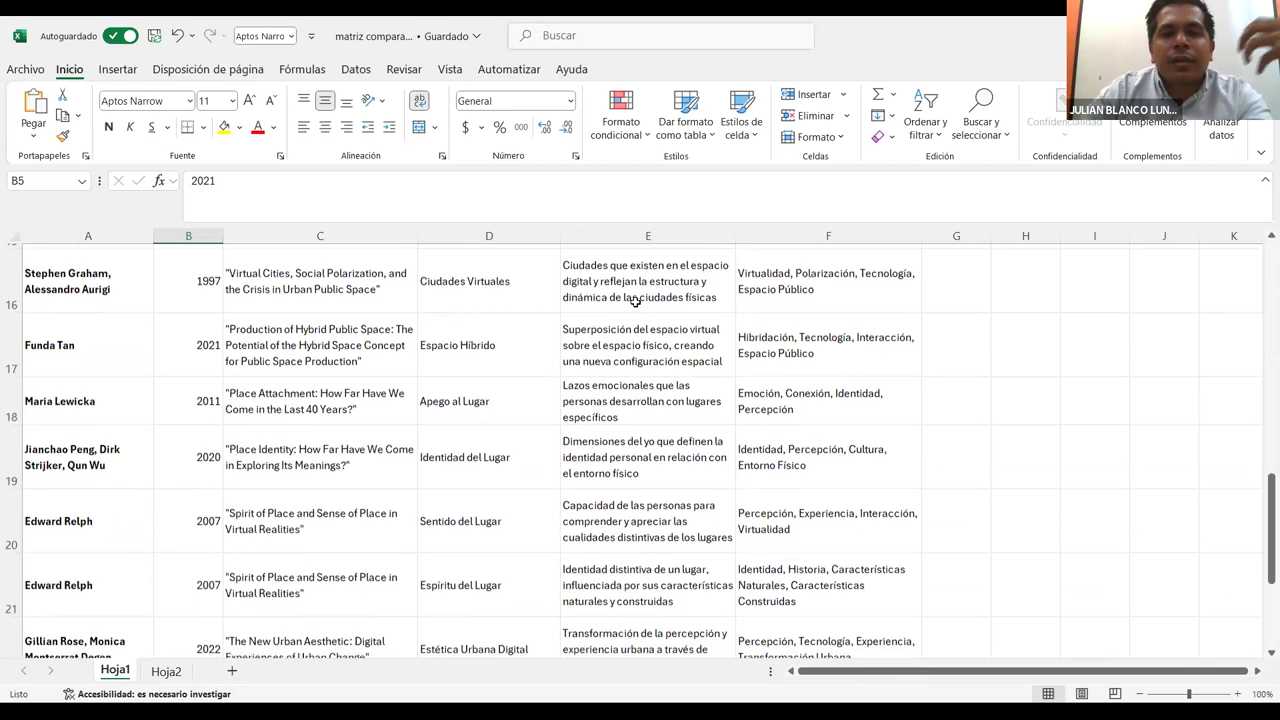 Autoguardado
Aptos Narro
matriz compara... • Guardado
Buscar
JULIAN BLANCO LUN...
Archivo Inicio Insertar Disposición de página Fórmulas Datos Revisar Vista Automatizar Ayuda
Pegar
Aptos Narrow
11
N K S
General
% 000
Formato condicional
Dar formato como tabla
Estilos de celda
Insertar
Eliminar
Formato
Ordenar y filtrar
Buscar y seleccionar
Confidencialidad
Complementos
Analizar datos
Portapapeles Fuente Alineación Número Estilos Celdas Edición Confidencialidad Complementos
B5
fx
2021
A B C D E F G H I J K
16
Stephen Graham,
Alessandro Aurigi
1997
"Virtual Cities, Social Polarization, and
the Crisis in Urban Public Space"
Ciudades Virtuales
Ciudades que existen en el espacio
digital y reflejan la estructura y
dinámica de las ciudades físicas
Virtualidad, Polarización, Tecnología,
Espacio Público
17
Funda Tan
2021
"Production of Hybrid Public Space: The
Potential of the Hybrid Space Concept
for Public Space Production"
Espacio Híbrido
Superposición del espacio virtual
sobre el espacio físico, creando
una nueva configuración espacial
Hibridación, Tecnología, Interacción,
Espacio Público
18
Maria Lewicka
2011
"Place Attachment: How Far Have We
Come in the Last 40 Years?"
Apego al Lugar
Lazos emocionales que las
personas desarrollan con lugares
específicos
Emoción, Conexión, Identidad,
Percepción
19
Jianchao Peng, Dirk
Strijker, Qun Wu
2020
"Place Identity: How Far Have We Come
in Exploring Its Meanings?"
Identidad del Lugar
Dimensiones del yo que definen la
identidad personal en relación con
el entorno físico
Identidad, Percepción, Cultura,
Entorno Físico
20
Edward Relph
2007
"Spirit of Place and Sense of Place in
Virtual Realities"
Sentido del Lugar
Capacidad de las personas para
comprender y apreciar las
cualidades distintivas de los lugares
Percepción, Experiencia, Interacción,
Virtualidad
21
Edward Relph
2007
"Spirit of Place and Sense of Place in
Virtual Realities"
Espíritu del Lugar
Identidad distintiva de un lugar,
influenciada por sus características
naturales y construidas
Identidad, Historia, Características
Naturales, Características
Construidas
Gillian Rose, Monica
Montserrat Degen
2022
"The New Urban Aesthetic: Digital
Experiences of Urban Change"
Estética Urbana Digital
Transformación de la percepción y
experiencia urbana a través de
Percepción, Tecnología, Experiencia,
Transformación Urbana
Hoja1 Hoja2
Listo
Accesibilidad: es necesario investigar
100%